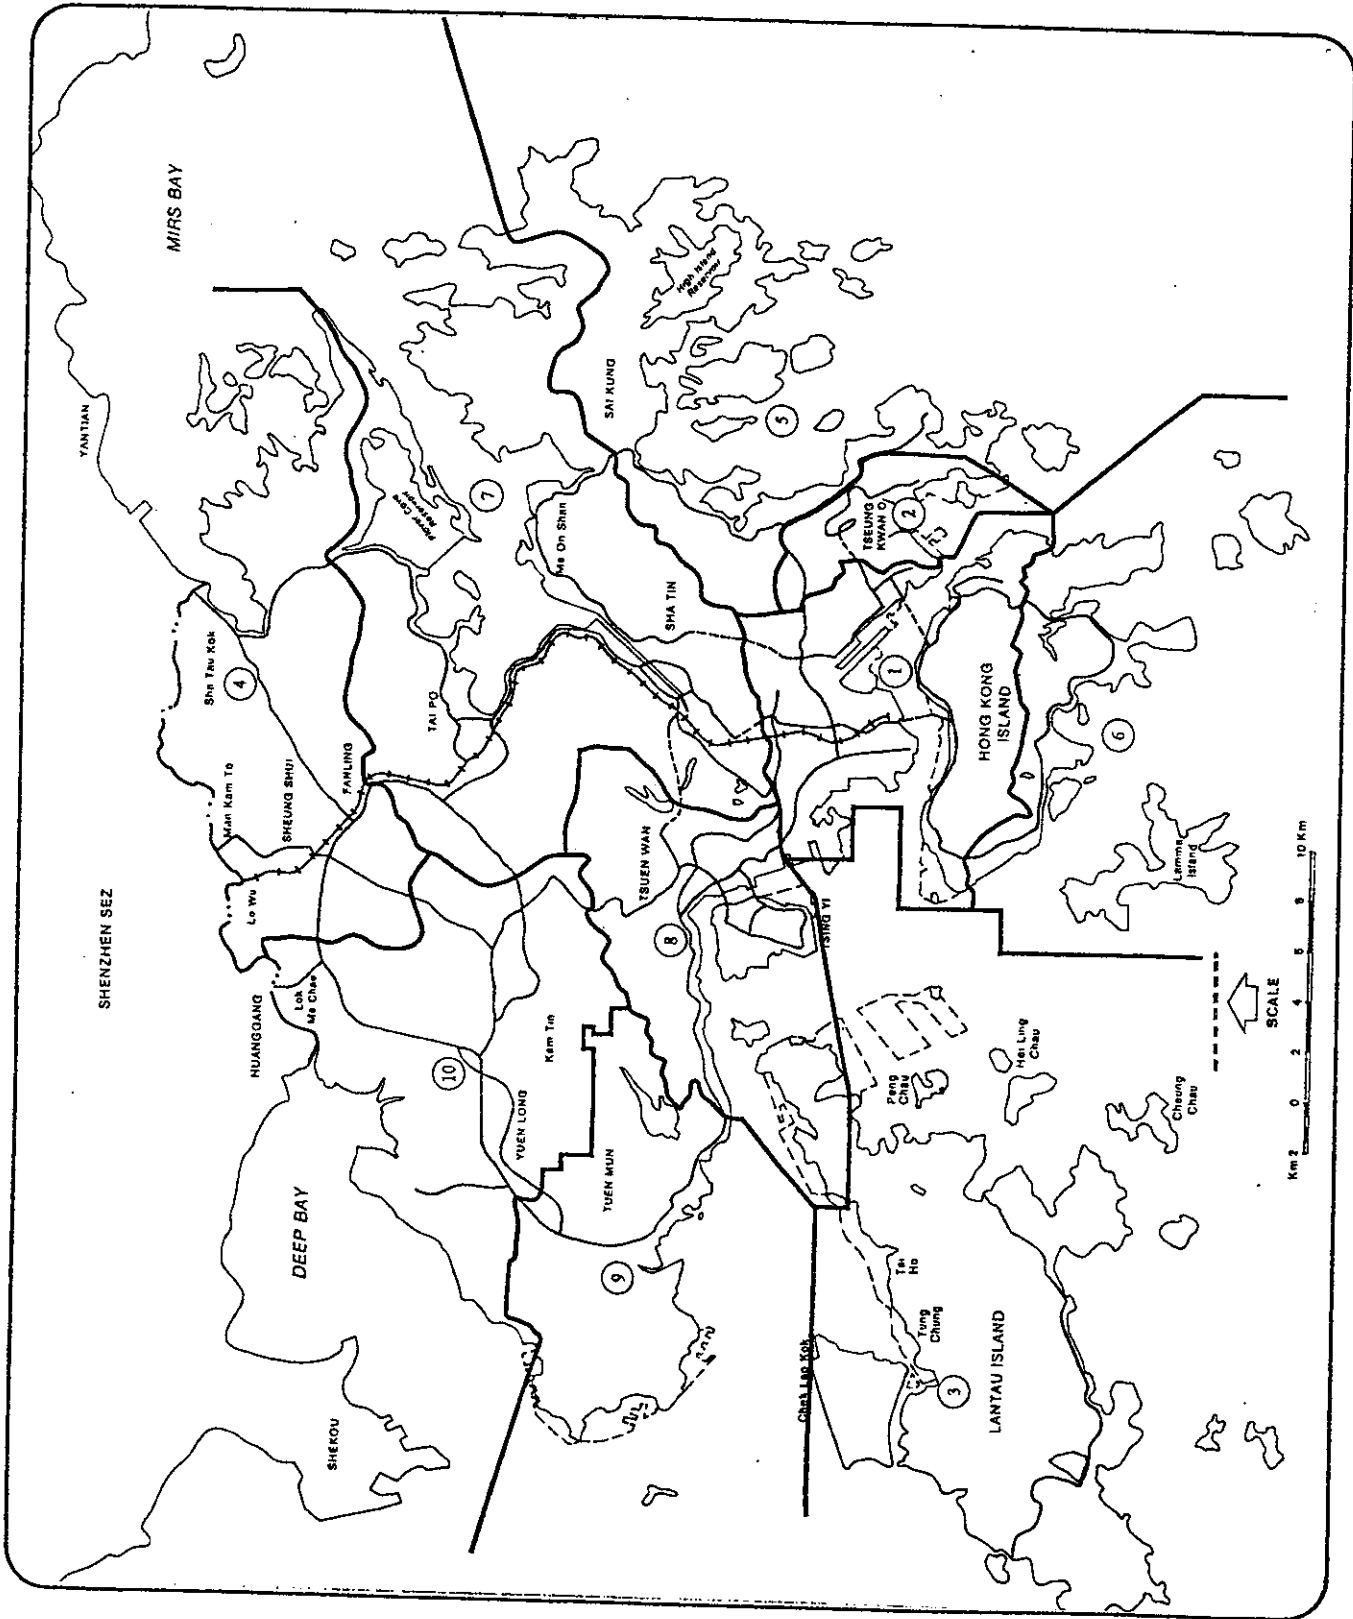 SHENZHEN SEZ
YANTIAN
MIRS BAY
HUANGGANG
Lok
Ma Chau
Lo Wu
Man Kam To
Sha Tau Kok
4
SHEUNG SHUI
FANLING
DEEP BAY
SHEKOU
10
TAI PO
Plover Cove
Reservoir
7
YUEN LONG
Kam Tin
Ma On Shan
SAI KUNG
High Island
Reservoir
TUEN MUN
9
TSUEN WAN
8
SHA TIN
5
TSING YI
1
TSEUNG
KWAN O
2
Chek Lap Kok
Tai
Ho
Tung
Chung
3
LANTAU ISLAND
Peng
Chau
Hei Ling
Chau
Cheung
Chau
HONG KONG
ISLAND
6
Lamma
Island
SCALE
Km 2 0 2 4 6 8 10 Km